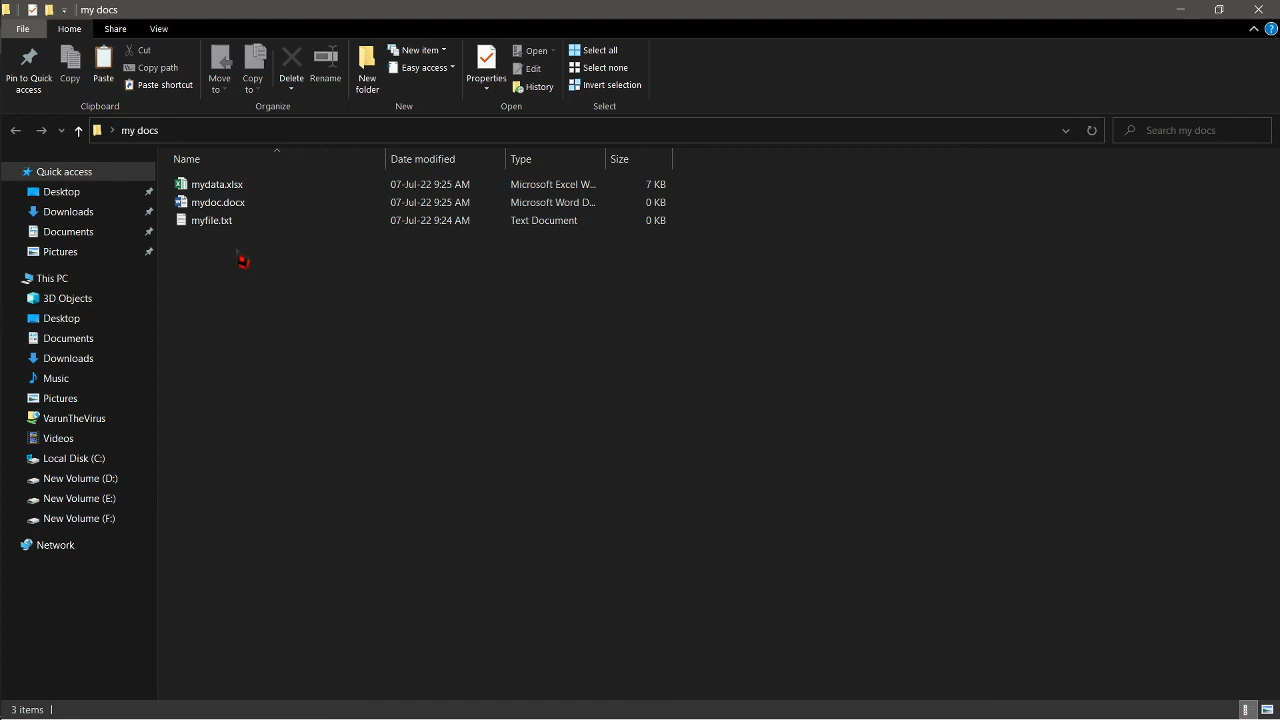 my docs
File Home Share View
Pin to Quick access
Copy
Paste
Cut
Copy path
Paste shortcut
Clipboard
Move to
Copy to
Delete
Rename
Organize
New folder
New item
Easy access
New
Properties
Open
Edit
History
Open
Select all
Select none
Invert selection
Select
my docs
Search my docs
Name Date modified Type Size
mydata.xlsx 07-Jul-22 9:25 AM Microsoft Excel W... 7 KB
mydoc.docx 07-Jul-22 9:25 AM Microsoft Word D... 0 KB
myfile.txt 07-Jul-22 9:24 AM Text Document 0 KB
Quick access
Desktop
Downloads
Documents
Pictures
This PC
3D Objects
Desktop
Documents
Downloads
Music
Pictures
VarunTheVirus
Videos
Local Disk (C:)
New Volume (D:)
New Volume (E:)
New Volume (F:)
Network
3 items